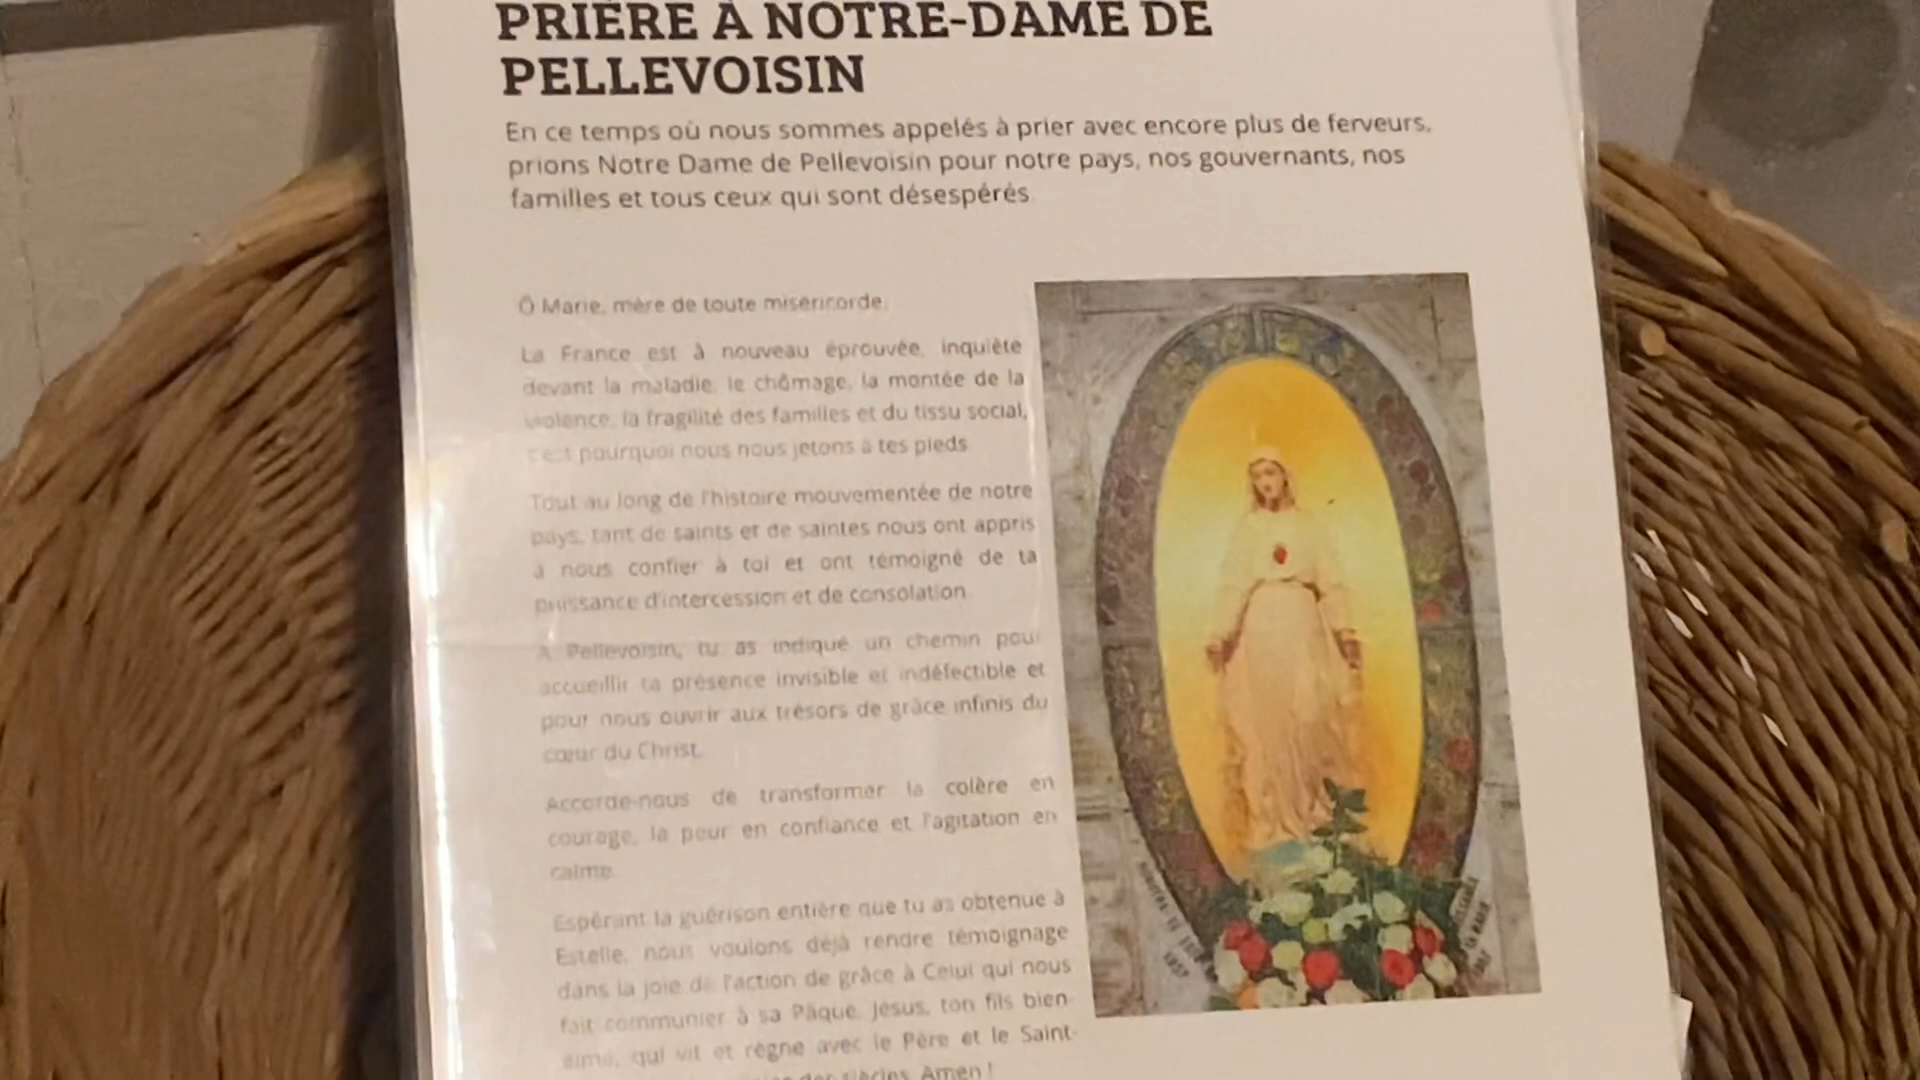 PRIÈRE À NOTRE-DAME DE
PELLEVOISIN
En ce temps où nous sommes appelés à prier avec encore plus de ferveurs,
prions Notre Dame de Pellevoisin pour notre pays, nos gouvernants, nos
familles et tous ceux qui sont désespérés.
Ô Marie, mère de toute miséricorde,
La France est à nouveau éprouvée, inquiète
devant la maladie, le chômage, la montée de la
violence, la fragilité des familles et du tissu social,
c'est pourquoi nous nous jetons à tes pieds.
Tout au long de l'histoire mouvementée de notre
pays, tant de saints et de saintes nous ont appris
à nous confier à toi et ont témoigné de ta
puissance d'intercession et de consolation.
A Pellevoisin, tu as indiqué un chemin pour
accueillir ta présence invisible et indéfectible et
pour nous ouvrir aux trésors de grâce infinis du
cœur du Christ.
Accorde-nous de transformer la colère en
courage, la peur en confiance et l'agitation en
calme.
Espérant la guérison entière que tu as obtenue à
Estelle, nous voulons déjà rendre témoignage
dans la joie de l'action de grâce à Celui qui nous
fait communier à sa Pâque, Jésus, ton fils bien-
aimé, qui vit et règne avec le Père et le Saint-
des siècles. Amen !